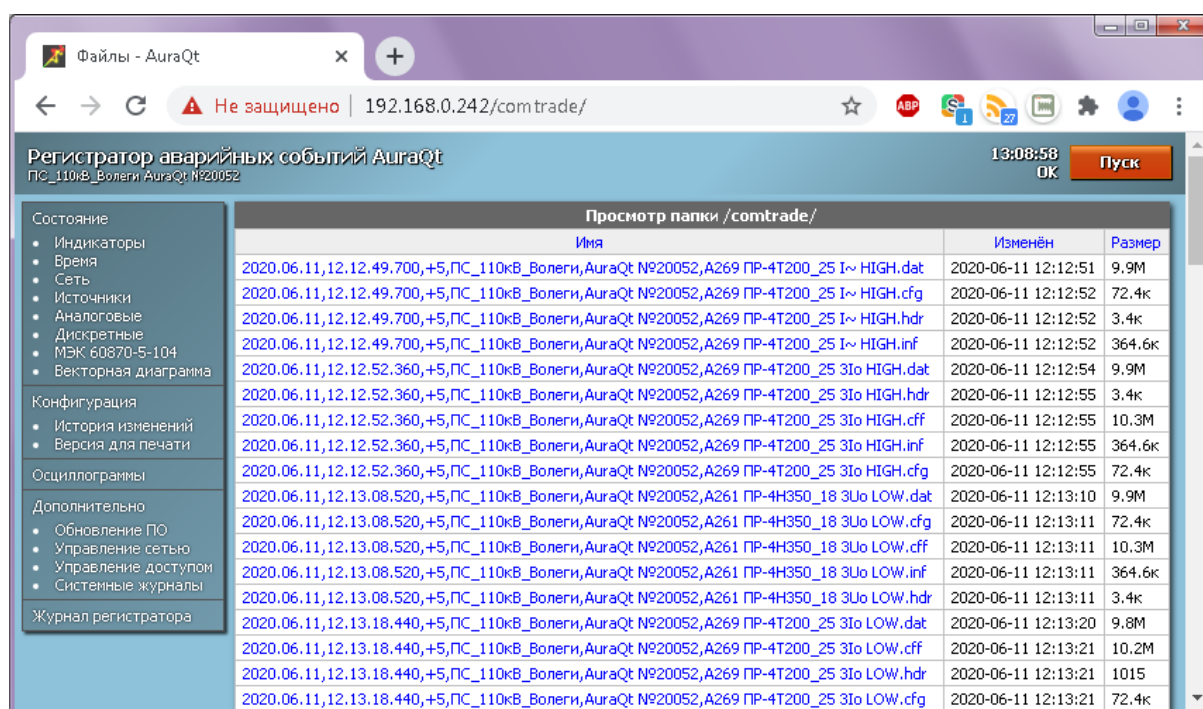 Файлы - AuraQt
Не защищено | 192.168.0.242/comtrade/
ABP
1
27
Регистратор аварийных событий AuraQt
ПС_110кВ_Вологи AuraQt №20052
13:08:58
OK
Пуск
Состояние
Индикаторы
Время
Сеть
Источники
Аналоговые
Дискретные
МЭК 60870-5-104
Векторная диаграмма
Конфигурация
История изменений
Версия для печати
Осциллограммы
Дополнительно
Обновление ПО
Управление сетью
Управление доступом
Системные журналы
Журнал регистратора
Просмотр папки /comtrade/
Имя Изменён Размер
2020.06.11,12.12.49.700,+5,ПС_110кВ_Волеги,AuraQt №20052,A269 ПР-4Т200_25 I~ HIGH.dat 2020-06-11 12:12:51 9.9M
2020.06.11,12.12.49.700,+5,ПС_110кВ_Волеги,AuraQt №20052,A269 ПР-4Т200_25 I~ HIGH.cfg 2020-06-11 12:12:52 72.4к
2020.06.11,12.12.49.700,+5,ПС_110кВ_Волеги,AuraQt №20052,A269 ПР-4Т200_25 I~ HIGH.hdr 2020-06-11 12:12:52 3.4к
2020.06.11,12.12.49.700,+5,ПС_110кВ_Волеги,AuraQt №20052,A269 ПР-4Т200_25 I~ HIGH.inf 2020-06-11 12:12:52 364.6к
2020.06.11,12.12.52.360,+5,ПС_110кВ_Волеги,AuraQt №20052,A269 ПР-4Т200_25 3Io HIGH.dat 2020-06-11 12:12:54 9.9M
2020.06.11,12.12.52.360,+5,ПС_110кВ_Волеги,AuraQt №20052,A269 ПР-4Т200_25 3Io HIGH.hdr 2020-06-11 12:12:55 3.4к
2020.06.11,12.12.52.360,+5,ПС_110кВ_Волеги,AuraQt №20052,A269 ПР-4Т200_25 3Io HIGH.cff 2020-06-11 12:12:55 10.3M
2020.06.11,12.12.52.360,+5,ПС_110кВ_Волеги,AuraQt №20052,A269 ПР-4Т200_25 3Io HIGH.inf 2020-06-11 12:12:55 364.6к
2020.06.11,12.12.52.360,+5,ПС_110кВ_Волеги,AuraQt №20052,A269 ПР-4Т200_25 3Io HIGH.cfg 2020-06-11 12:12:55 72.4к
2020.06.11,12.13.08.520,+5,ПС_110кВ_Волеги,AuraQt №20052,A261 ПР-4Н350_18 3Uo LOW.dat 2020-06-11 12:13:10 9.9M
2020.06.11,12.13.08.520,+5,ПС_110кВ_Волеги,AuraQt №20052,A261 ПР-4Н350_18 3Uo LOW.cfg 2020-06-11 12:13:11 72.4к
2020.06.11,12.13.08.520,+5,ПС_110кВ_Волеги,AuraQt №20052,A261 ПР-4Н350_18 3Uo LOW.cff 2020-06-11 12:13:11 10.3M
2020.06.11,12.13.08.520,+5,ПС_110кВ_Волеги,AuraQt №20052,A261 ПР-4Н350_18 3Uo LOW.inf 2020-06-11 12:13:11 364.6к
2020.06.11,12.13.08.520,+5,ПС_110кВ_Волеги,AuraQt №20052,A261 ПР-4Н350_18 3Uo LOW.hdr 2020-06-11 12:13:11 3.4к
2020.06.11,12.13.18.440,+5,ПС_110кВ_Волеги,AuraQt №20052,A269 ПР-4Т200_25 3Io LOW.dat 2020-06-11 12:13:20 9.8M
2020.06.11,12.13.18.440,+5,ПС_110кВ_Волеги,AuraQt №20052,A269 ПР-4Т200_25 3Io LOW.cff 2020-06-11 12:13:21 10.2M
2020.06.11,12.13.18.440,+5,ПС_110кВ_Волеги,AuraQt №20052,A269 ПР-4Т200_25 3Io LOW.hdr 2020-06-11 12:13:21 1015
2020.06.11,12.13.18.440,+5,ПС_110кВ_Волеги,AuraQt №20052,A269 ПР-4Т200_25 3Io LOW.cfg 2020-06-11 12:13:21 72.4к